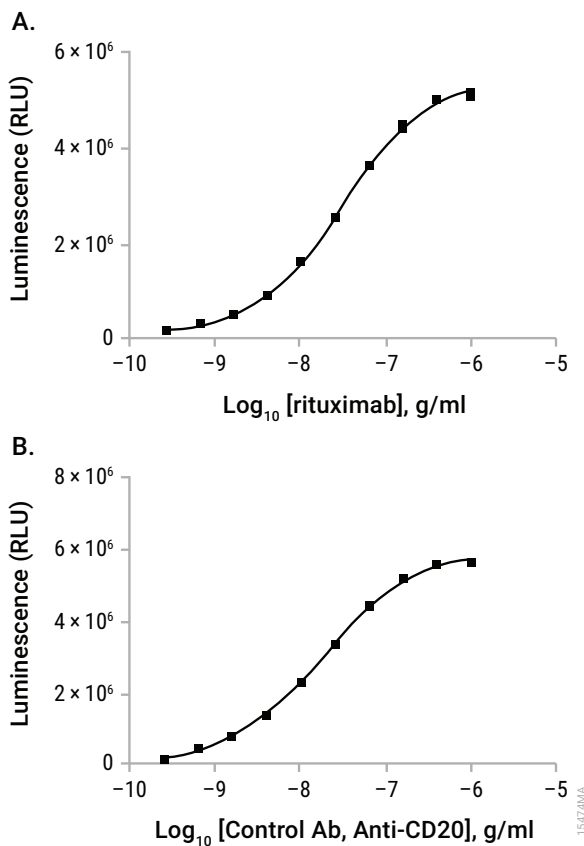 A.
6 × 10⁶
4 × 10⁶
2 × 10⁶
0
Luminescence (RLU)
−10 −9 −8 −7 −6 −5
Log₁₀ [rituximab], g/ml
B.
8 × 10⁶
6 × 10⁶
4 × 10⁶
2 × 10⁶
0
Luminescence (RLU)
−10 −9 −8 −7 −6 −5
Log₁₀ [Control Ab, Anti-CD20], g/ml
15474MA